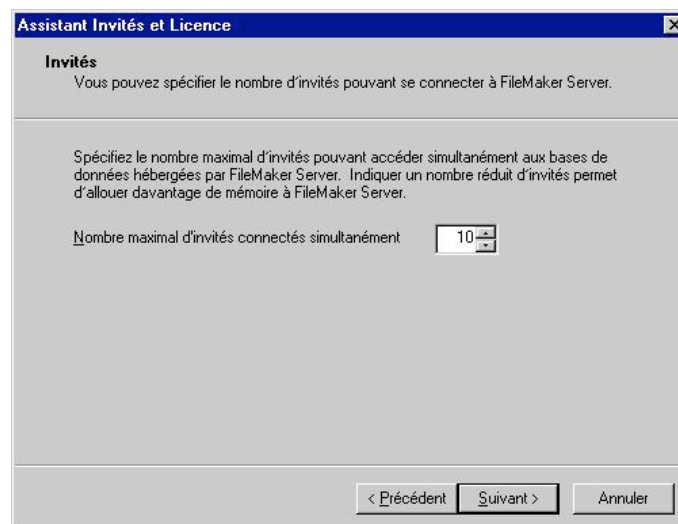 Assistant Invités et Licence
Invités
Vous pouvez spécifier le nombre d'invités pouvant se connecter à FileMaker Server.
Spécifiez le nombre maximal d'invités pouvant accéder simultanément aux bases de
données hébergées par FileMaker Server. Indiquer un nombre réduit d'invités permet
d'allouer davantage de mémoire à FileMaker Server.
Nombre maximal d'invités connectés simultanément 10
< Précédent Suivant > Annuler